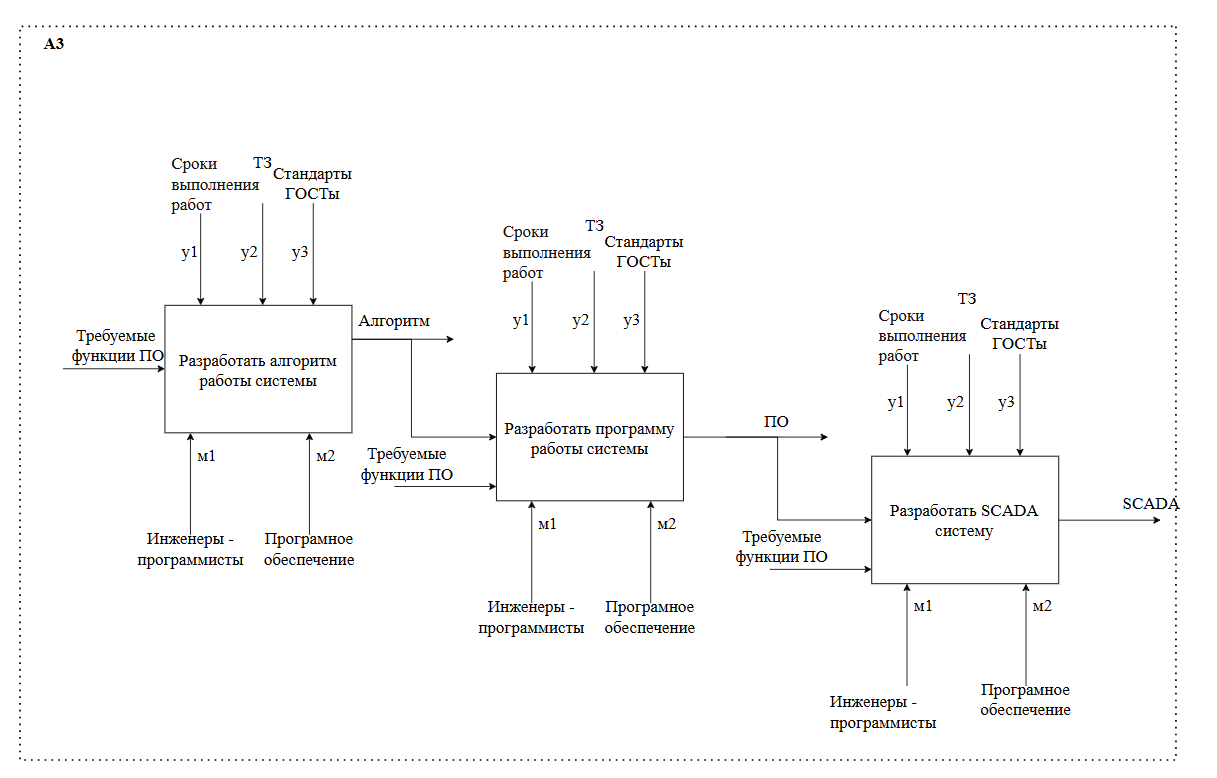 А3
Сроки
выполнения
работ
ТЗ
Стандарты
ГОСТы
у1
у2
у3
Требуемые
функции ПО
Разработать алгоритм
работы системы
Алгоритм
м1
м2
Инженеры -
программисты
Програмное
обеспечение
Сроки
выполнения
работ
ТЗ
Стандарты
ГОСТы
у1
у2
у3
Требуемые
функции ПО
Разработать программу
работы системы
ПО
м1
м2
Инженеры -
программисты
Програмное
обеспечение
Сроки
выполнения
работ
ТЗ
Стандарты
ГОСТы
у1
у2
у3
Требуемые
функции ПО
Разработать SCADA
систему
SCADA
м1
м2
Инженеры -
программисты
Програмное
обеспечение